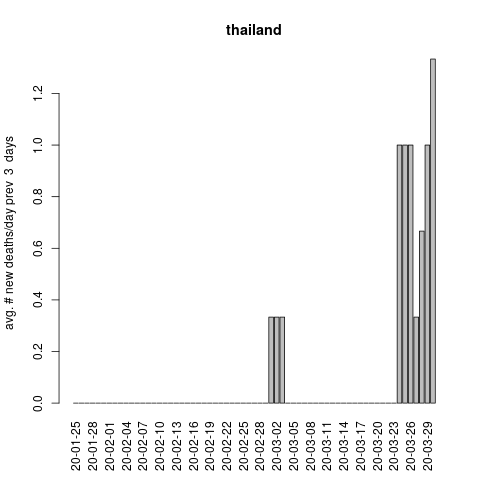 thailand
avg. # new deaths/day prev 3 days
0.0 0.2 0.4 0.6 0.8 1.0 1.2
20-01-25 20-01-28 20-02-01 20-02-04 20-02-07 20-02-10 20-02-13 20-02-16 20-02-19 20-02-22 20-02-25 20-02-28 20-03-02 20-03-05 20-03-08 20-03-11 20-03-14 20-03-17 20-03-20 20-03-23 20-03-26 20-03-29